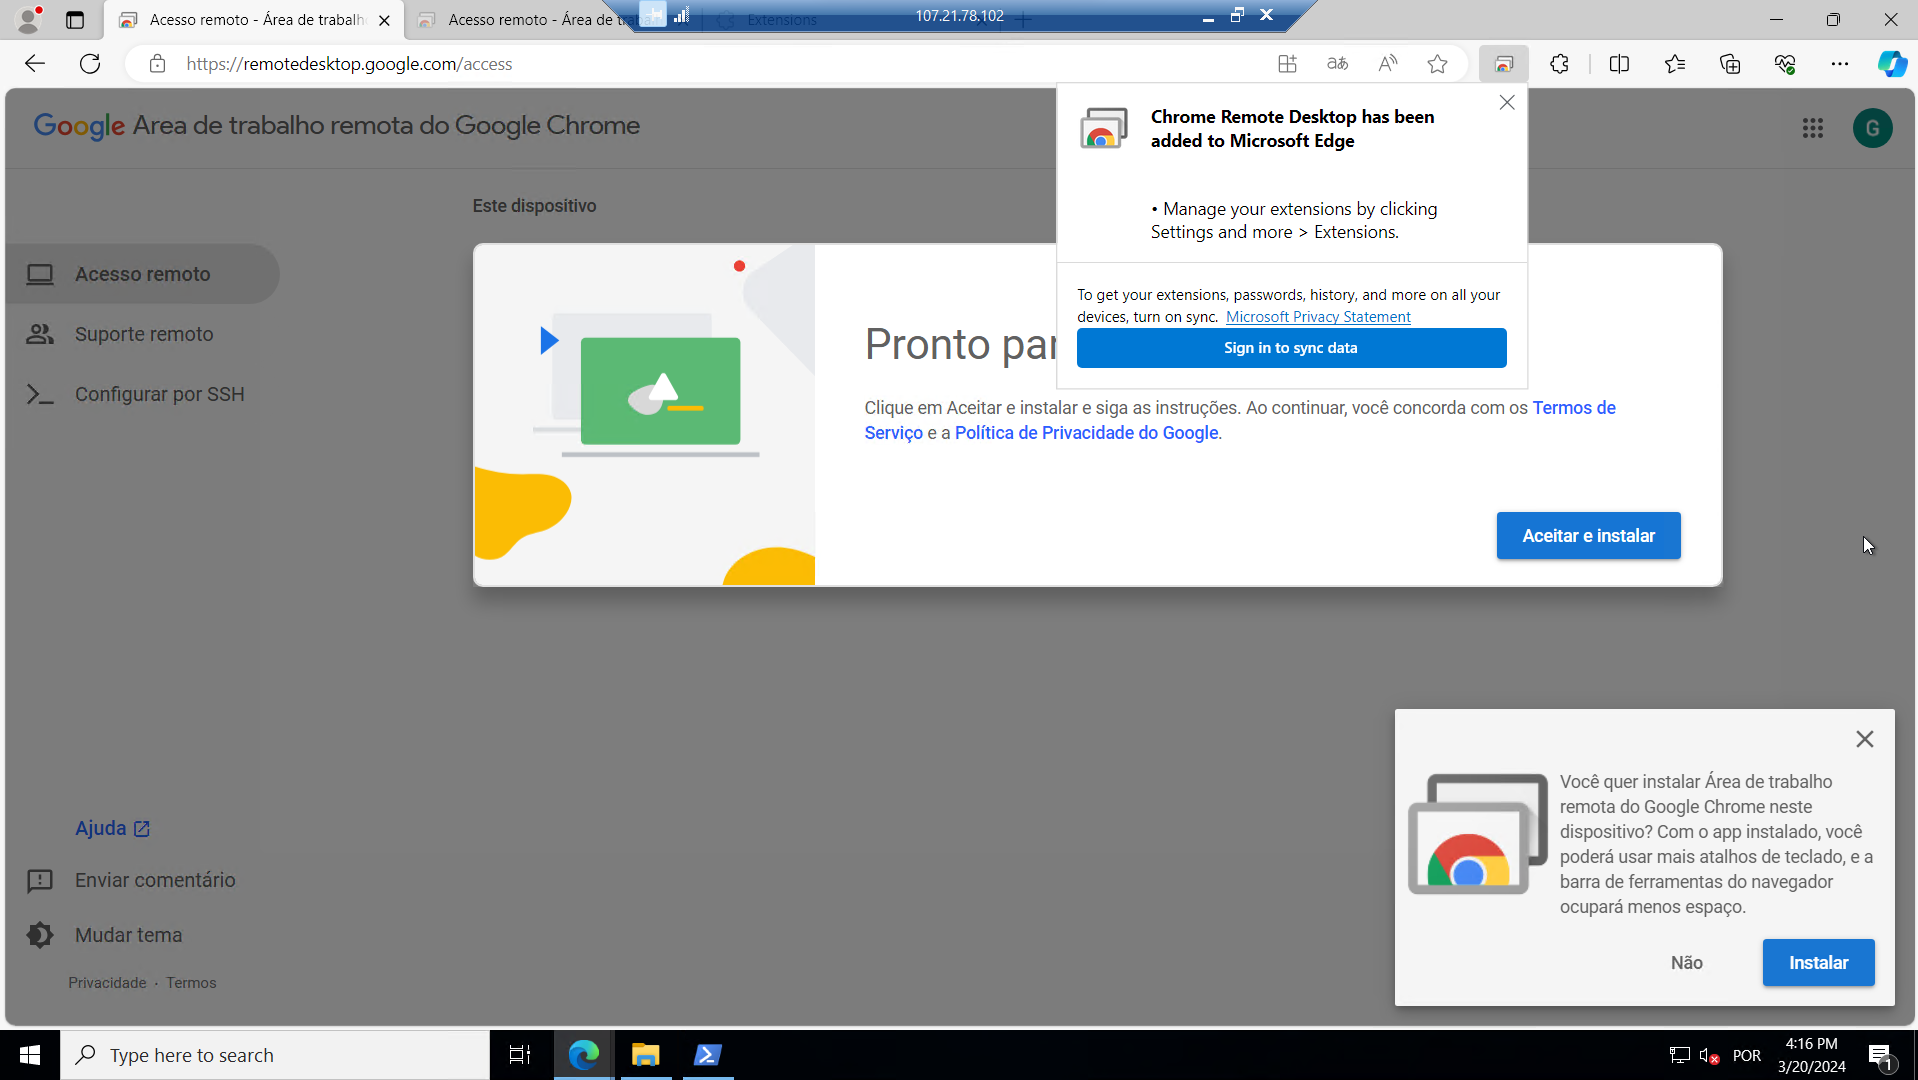 Acesso remoto - Área de trabalh
Acesso remoto - Área de tra
107.21.78.102
Extensions
https://remotedesktop.google.com/access
Google Área de trabalho remota do Google Chrome
G
Chrome Remote Desktop has been
added to Microsoft Edge
• Manage your extensions by clicking
Settings and more > Extensions.
To get your extensions, passwords, history, and more on all your
devices, turn on sync. Microsoft Privacy Statement
Sign in to sync data
Este dispositivo
Acesso remoto
Suporte remoto
Configurar por SSH
Pronto par
Clique em Aceitar e instalar e siga as instruções. Ao continuar, você concorda com os Termos de
Serviço e a Política de Privacidade do Google.
Aceitar e instalar
Ajuda
Enviar comentário
Mudar tema
Privacidade · Termos
Você quer instalar Área de trabalho
remota do Google Chrome neste
dispositivo? Com o app instalado, você
poderá usar mais atalhos de teclado, e a
barra de ferramentas do navegador
ocupará menos espaço.
Não
Instalar
Type here to search
POR
4:16 PM
3/20/2024
1